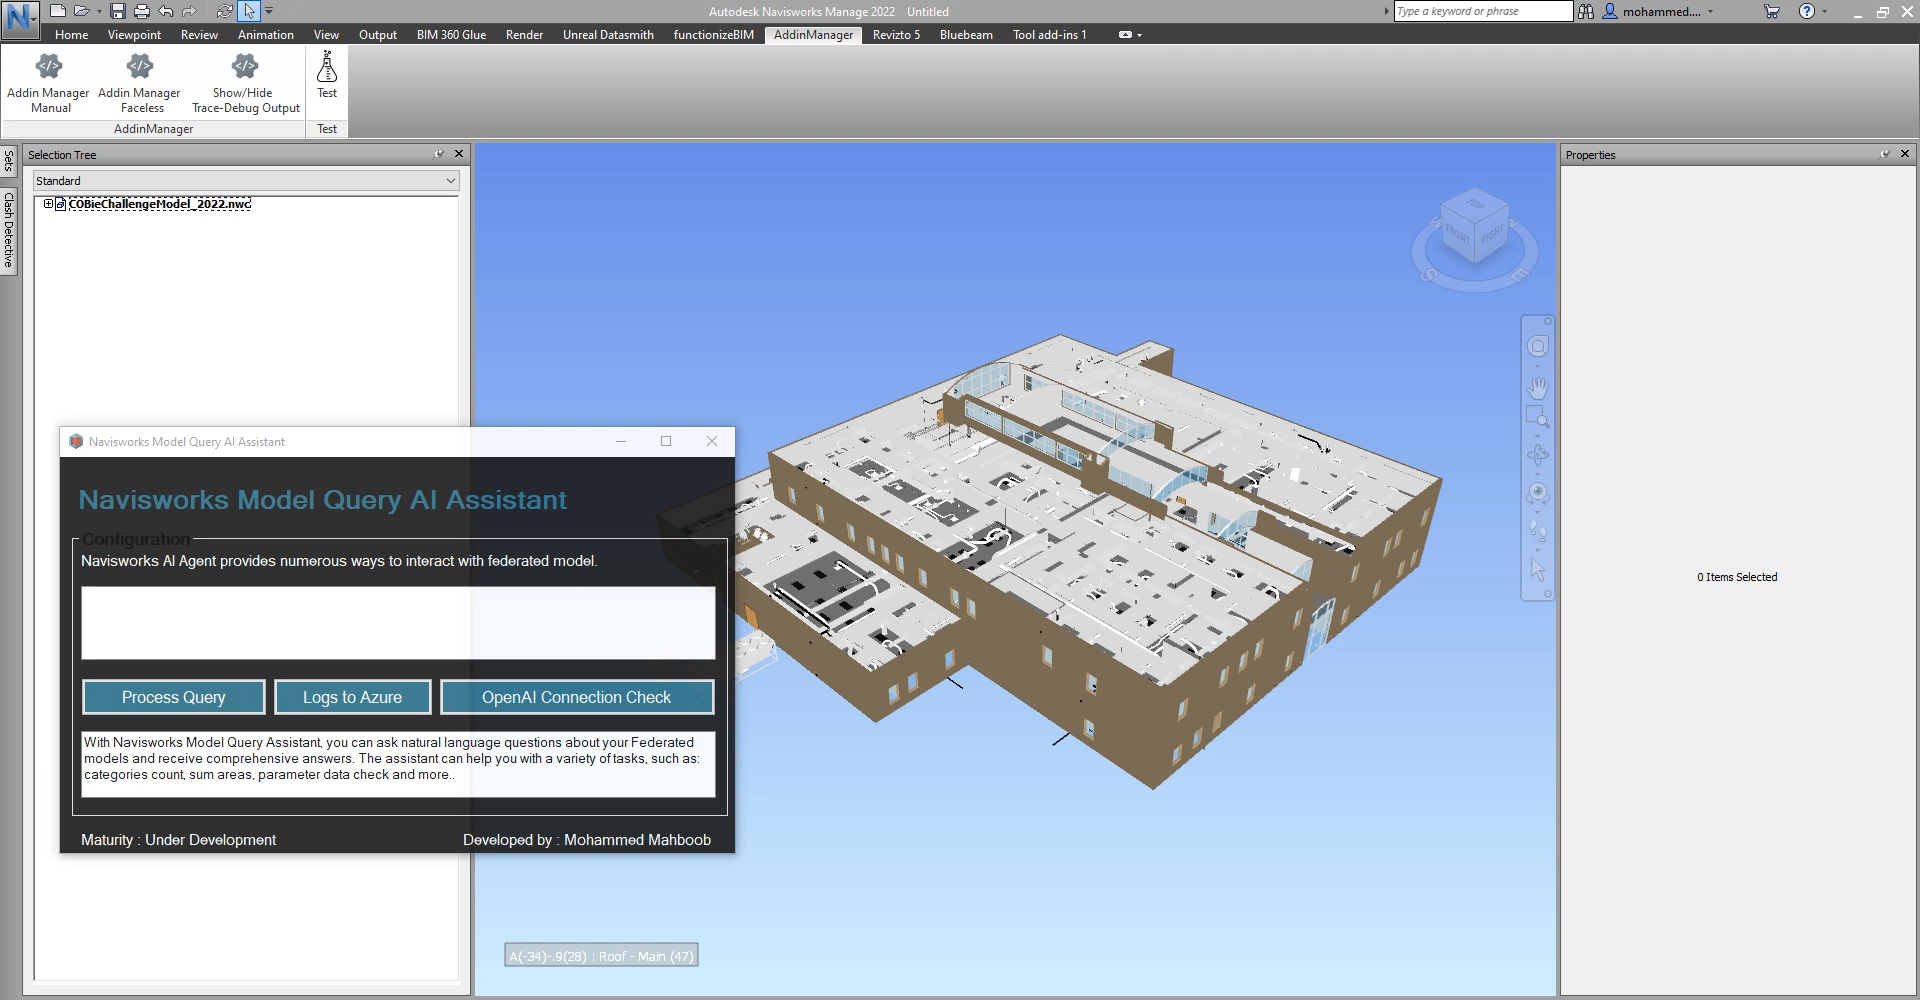 Autodesk Navisworks Manage 2022 Untitled
Type a keyword or phrase
mohammed....
Home Viewpoint Review Animation View Output BIM 360 Glue Render Unreal Datasmith functionizeBIM AddinManager Revizto 5 Bluebeam Tool add-ins 1
Addin Manager
Manual
Addin Manager
Faceless
Show/Hide
Trace-Debug Output
Test
AddinManager
Test
Sets
Clash Detective
Selection Tree
Standard
COBieChallengeModel_2022.nwc
Properties
0 Items Selected
TOP
FRONT
RIGHT
S
E
Navisworks Model Query AI Assistant
Navisworks Model Query AI Assistant
Configuration
Navisworks AI Agent provides numerous ways to interact with federated model.
Process Query
Logs to Azure
OpenAI Connection Check
With Navisworks Model Query Assistant, you can ask natural language questions about your Federated
models and receive comprehensive answers. The assistant can help you with a variety of tasks, such as:
categories count, sum areas, parameter data check and more..
Maturity : Under Development
Developed by : Mohammed Mahboob
A(-34)-.9(28) : Roof - Main (47)